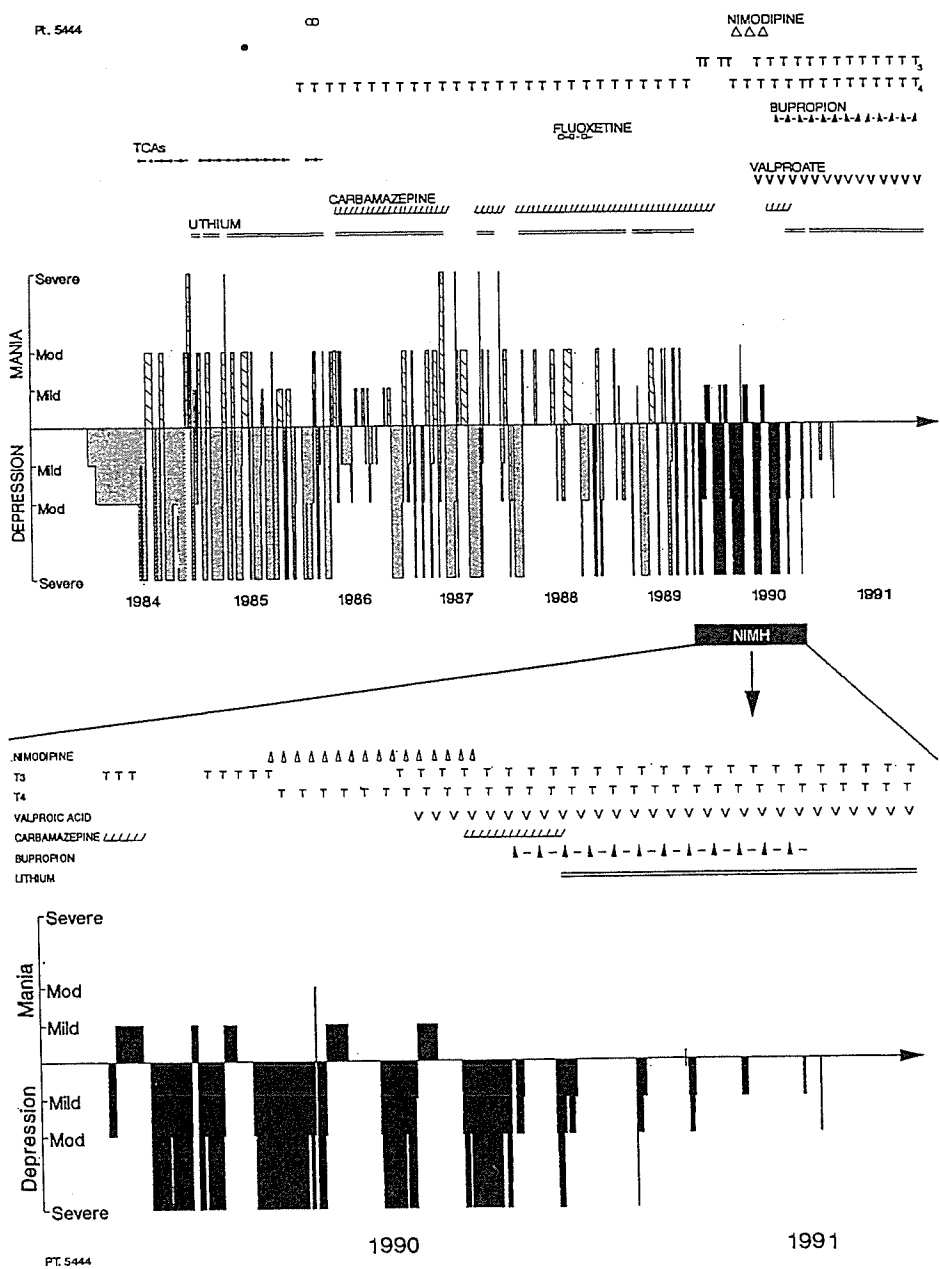 Pt. 5444
NIMODIPINE
T T T T T T T T T T T T T T T T T T 3
T T T T T T T T T T T T T T T T T T T T T T T T T T T T T T T T T T T T T T T T T T T T 4
BUPROPION
FLUOXETINE
TCAs
VALPROATE
V V V V V V V V V V V V V V V
CARBAMAZEPINE
LITHIUM
Severe
Mod
Mild
MANIA
DEPRESSION
Mild
Mod
Severe
1984 1985 1986 1987 1988 1989 1990 1991
NIMH
NIMODIPINE
T3 T T T T T T T T T T T T T T T T T T T T T T T T T T T
T4 T T T T T T T T T T T T T T T T T T T T T T T T T
VALPROIC ACID V V V V V V V V V V V V V V V V V V V V V
CARBAMAZEPINE
BUPROPION
LITHIUM
Severe
Mod
Mild
Mania
Depression
Mild
Mod
Severe
1990 1991
PT. 5444